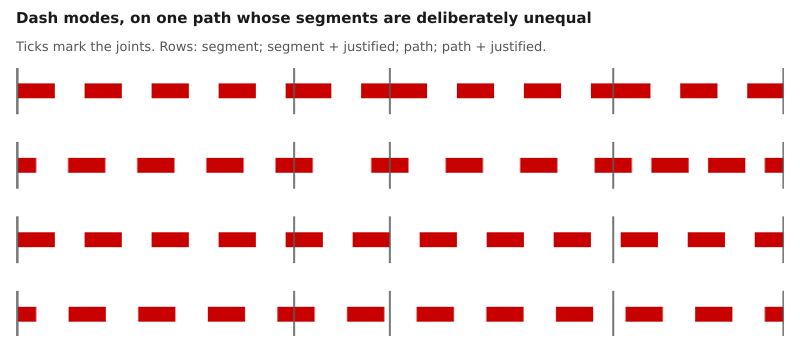 Dash modes, on one path whose segments are deliberately unequal
Ticks mark the joints. Rows: segment; segment + justified; path; path + justified.